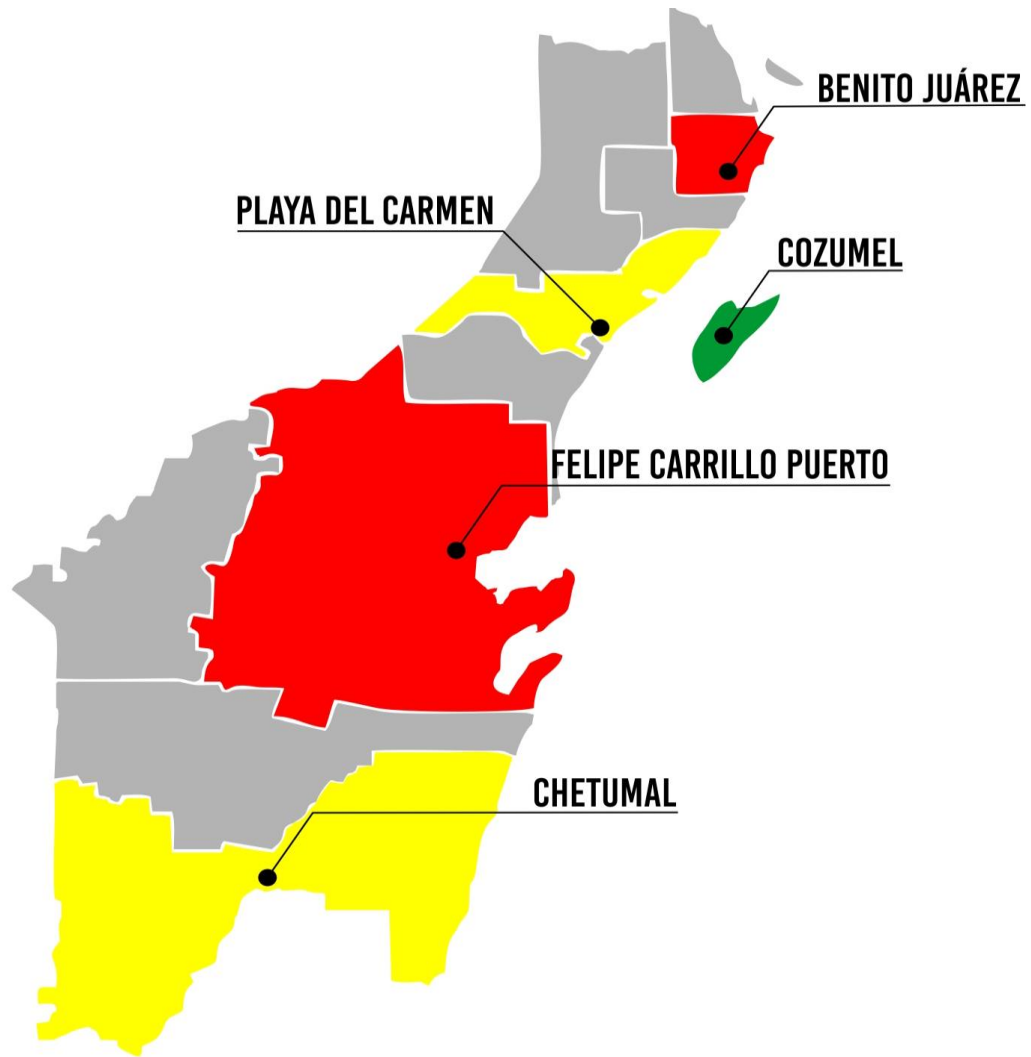 BENITO JUÁREZ
PLAYA DEL CARMEN
COZUMEL
FELIPE CARRILLO PUERTO
CHETUMAL